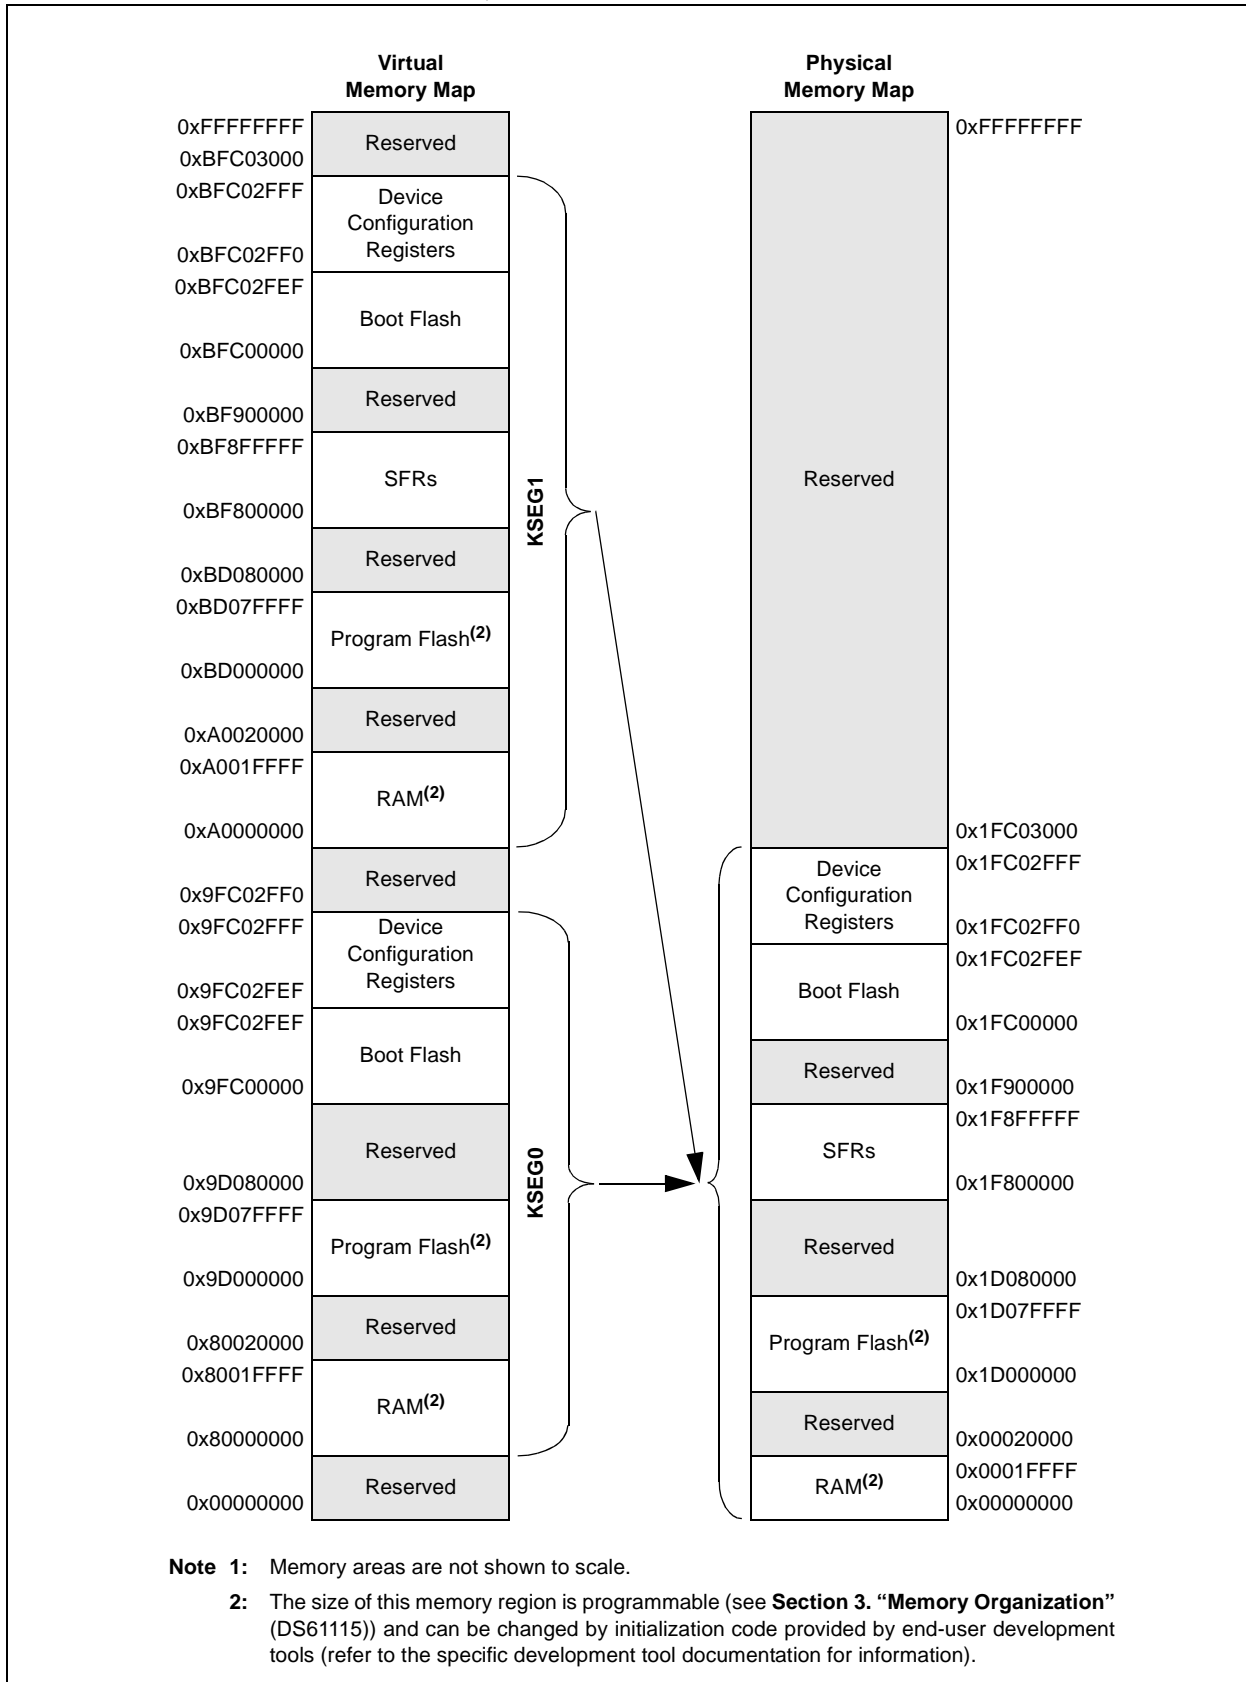 Virtual
Memory Map
0xFFFFFFFF
0xBFC03000
Reserved
0xBFC02FFF
0xBFC02FF0
Device
Configuration
Registers
0xBFC02FEF
0xBFC00000
Boot Flash
Reserved
0xBF900000
0xBF8FFFFF
0xBF800000
SFRs
Reserved
0xBD080000
0xBD07FFFF
0xBD000000
Program Flash(2)
Reserved
0xA0020000
0xA001FFFF
0xA0000000
RAM(2)
KSEG1
Reserved
0x9FC02FF0
0x9FC02FFF
0x9FC02FEF
Device
Configuration
Registers
0x9FC02FEF
0x9FC00000
Boot Flash
Reserved
0x9D080000
0x9D07FFFF
0x9D000000
Program Flash(2)
Reserved
0x80020000
0x8001FFFF
0x80000000
RAM(2)
KSEG0
Reserved
0x00000000
Physical
Memory Map
0xFFFFFFFF
Reserved
0x1FC03000
0x1FC02FFF
Device
Configuration
Registers
0x1FC02FF0
0x1FC02FEF
Boot Flash
0x1FC00000
Reserved
0x1F900000
0x1F8FFFFF
SFRs
0x1F800000
Reserved
0x1D080000
0x1D07FFFF
Program Flash(2)
0x1D000000
Reserved
0x00020000
0x0001FFFF
RAM(2)
0x00000000
Note 1: Memory areas are not shown to scale.
2: The size of this memory region is programmable (see Section 3. “Memory Organization”
(DS61115)) and can be changed by initialization code provided by end-user development
tools (refer to the specific development tool documentation for information).